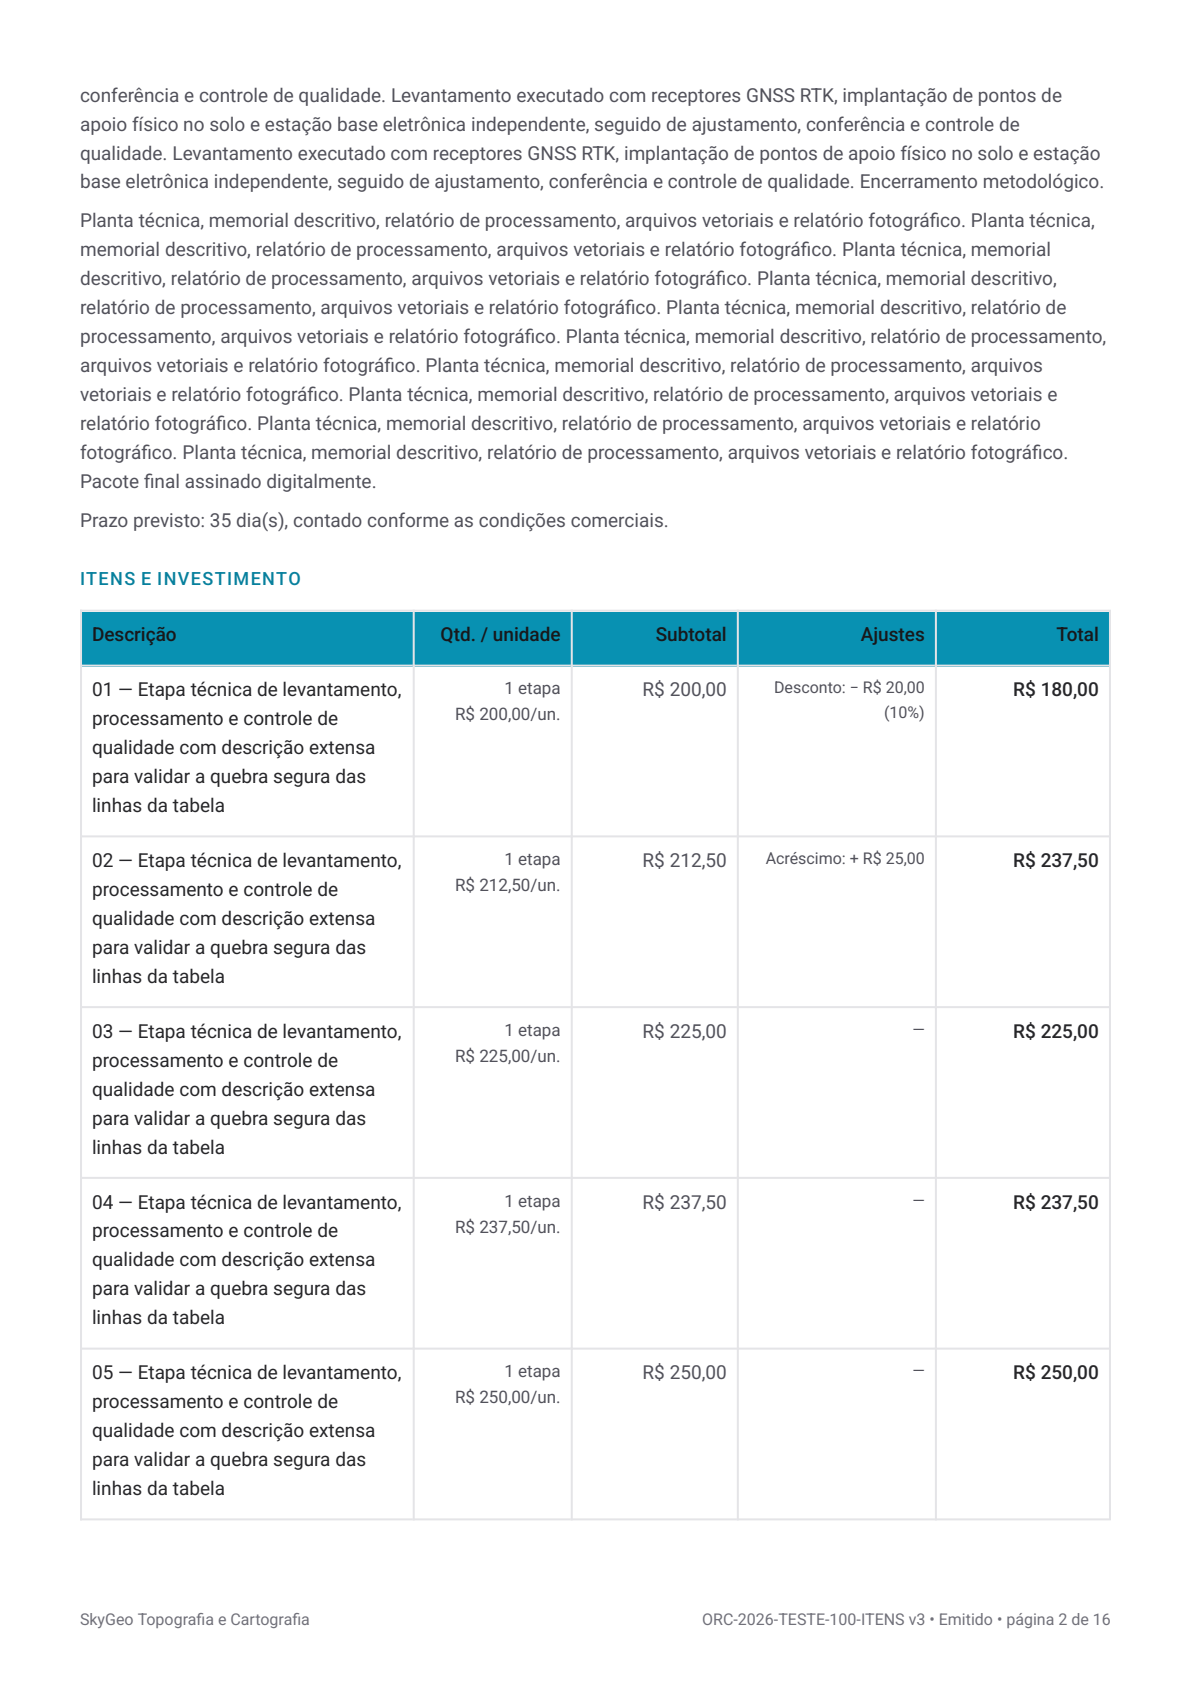 conferência e controle de qualidade. Levantamento executado com receptores GNSS RTK, implantação de pontos de
apoio físico no solo e estação base eletrônica independente, seguido de ajustamento, conferência e controle de
qualidade. Levantamento executado com receptores GNSS RTK, implantação de pontos de apoio físico no solo e estação
base eletrônica independente, seguido de ajustamento, conferência e controle de qualidade. Encerramento metodológico.
Planta técnica, memorial descritivo, relatório de processamento, arquivos vetoriais e relatório fotográfico. Planta técnica,
memorial descritivo, relatório de processamento, arquivos vetoriais e relatório fotográfico. Planta técnica, memorial
descritivo, relatório de processamento, arquivos vetoriais e relatório fotográfico. Planta técnica, memorial descritivo,
relatório de processamento, arquivos vetoriais e relatório fotográfico. Planta técnica, memorial descritivo, relatório de
processamento, arquivos vetoriais e relatório fotográfico. Planta técnica, memorial descritivo, relatório de processamento,
arquivos vetoriais e relatório fotográfico. Planta técnica, memorial descritivo, relatório de processamento, arquivos
vetoriais e relatório fotográfico. Planta técnica, memorial descritivo, relatório de processamento, arquivos vetoriais e
relatório fotográfico. Planta técnica, memorial descritivo, relatório de processamento, arquivos vetoriais e relatório
fotográfico. Planta técnica, memorial descritivo, relatório de processamento, arquivos vetoriais e relatório fotográfico.
Pacote final assinado digitalmente.
Prazo previsto: 35 dia(s), contado conforme as condições comerciais.
ITENS E INVESTIMENTO
Descrição Qtd. / unidade Subtotal Ajustes Total
01 — Etapa técnica de levantamento, 1 etapa R$ 200,00 Desconto: − R$ 20,00 R$ 180,00
processamento e controle de R$ 200,00/un. (10%)
qualidade com descrição extensa
para validar a quebra segura das
linhas da tabela
02 — Etapa técnica de levantamento, 1 etapa R$ 212,50 Acréscimo: + R$ 25,00 R$ 237,50
processamento e controle de R$ 212,50/un.
qualidade com descrição extensa
para validar a quebra segura das
linhas da tabela
03 — Etapa técnica de levantamento, 1 etapa R$ 225,00 — R$ 225,00
processamento e controle de R$ 225,00/un.
qualidade com descrição extensa
para validar a quebra segura das
linhas da tabela
04 — Etapa técnica de levantamento, 1 etapa R$ 237,50 — R$ 237,50
processamento e controle de R$ 237,50/un.
qualidade com descrição extensa
para validar a quebra segura das
linhas da tabela
05 — Etapa técnica de levantamento, 1 etapa R$ 250,00 — R$ 250,00
processamento e controle de R$ 250,00/un.
qualidade com descrição extensa
para validar a quebra segura das
linhas da tabela
SkyGeo Topografia e Cartografia ORC-2026-TESTE-100-ITENS v3 • Emitido • página 2 de 16